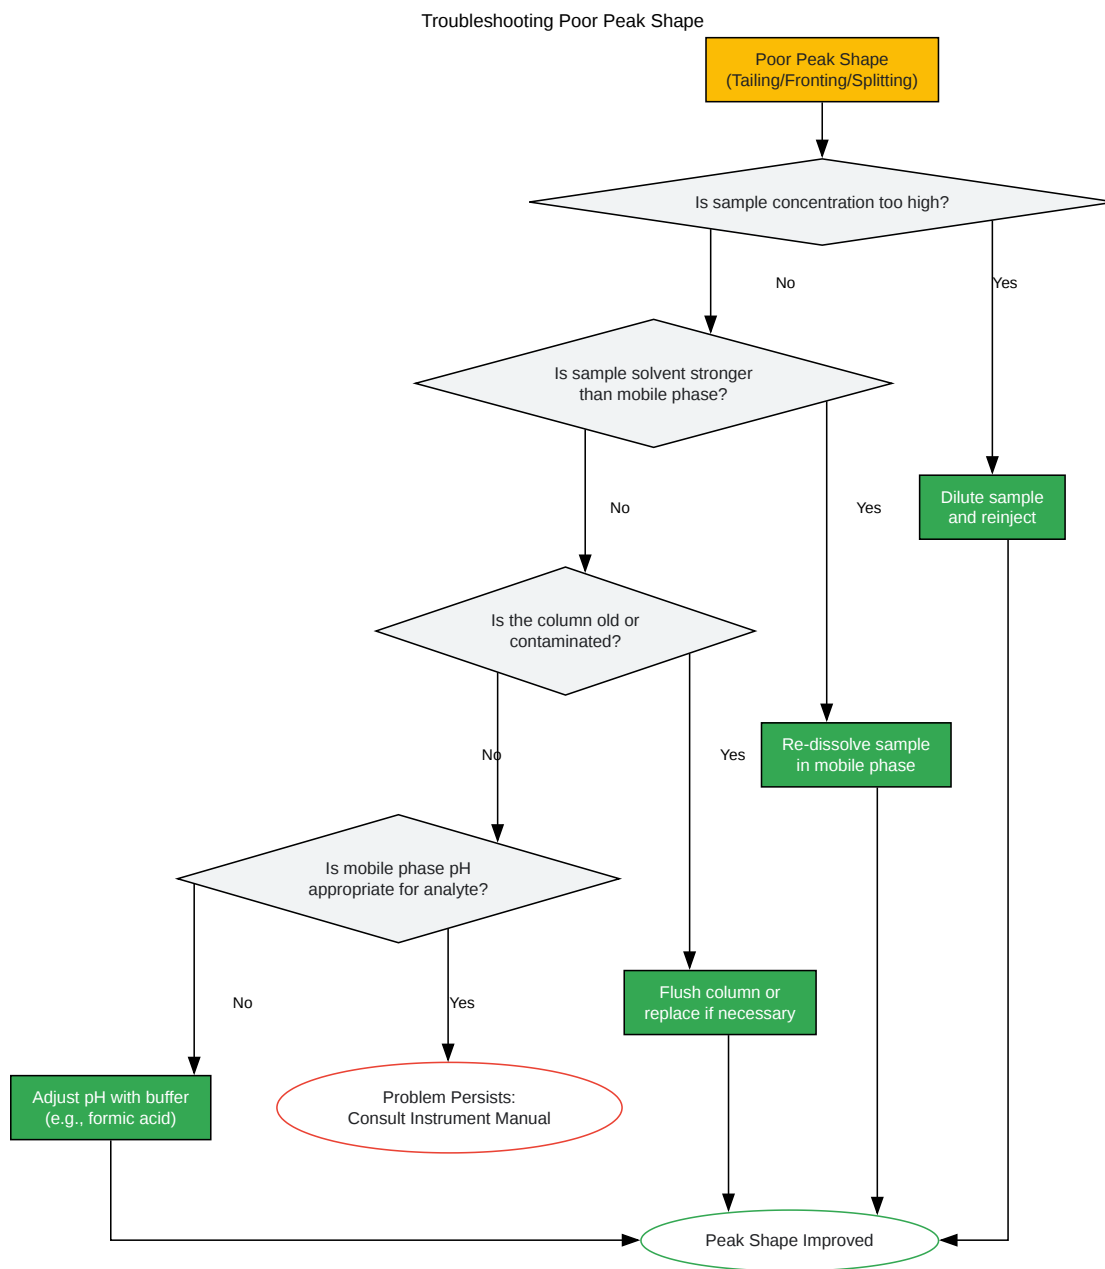 Troubleshooting Poor Peak Shape
Poor Peak Shape
(Tailing/Fronting/Splitting)
Is sample concentration too high?
No
Yes
Is sample solvent stronger
than mobile phase?
Dilute sample
and reinject
No
Yes
Is the column old or
contaminated?
Re-dissolve sample
in mobile phase
No
Yes
Is mobile phase pH
appropriate for analyte?
Flush column or
replace if necessary
No
Yes
Adjust pH with buffer
(e.g., formic acid)
Problem Persists:
Consult Instrument Manual
Peak Shape Improved